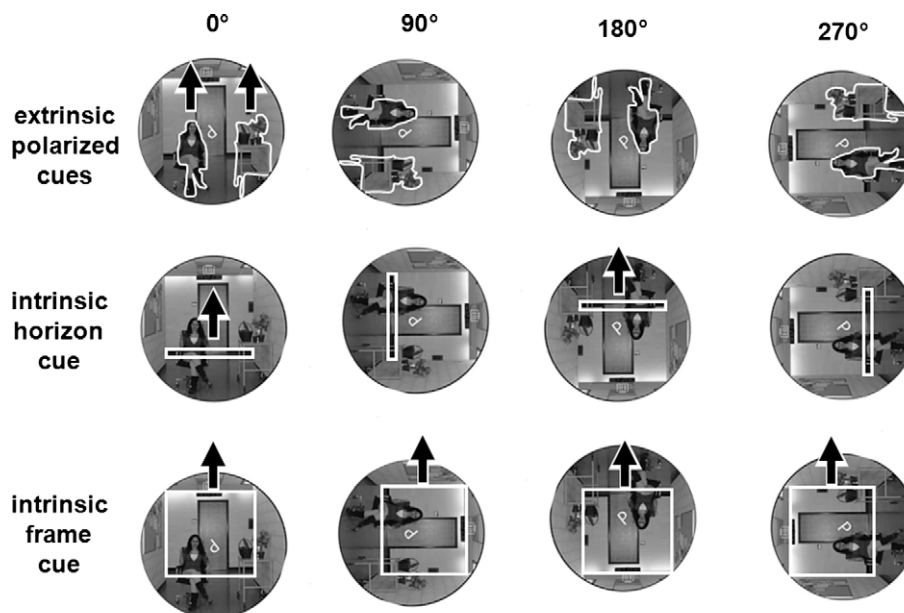 0° 90° 180° 270°
extrinsic
polarized
cues
intrinsic
horizon
cue
intrinsic
frame
cue